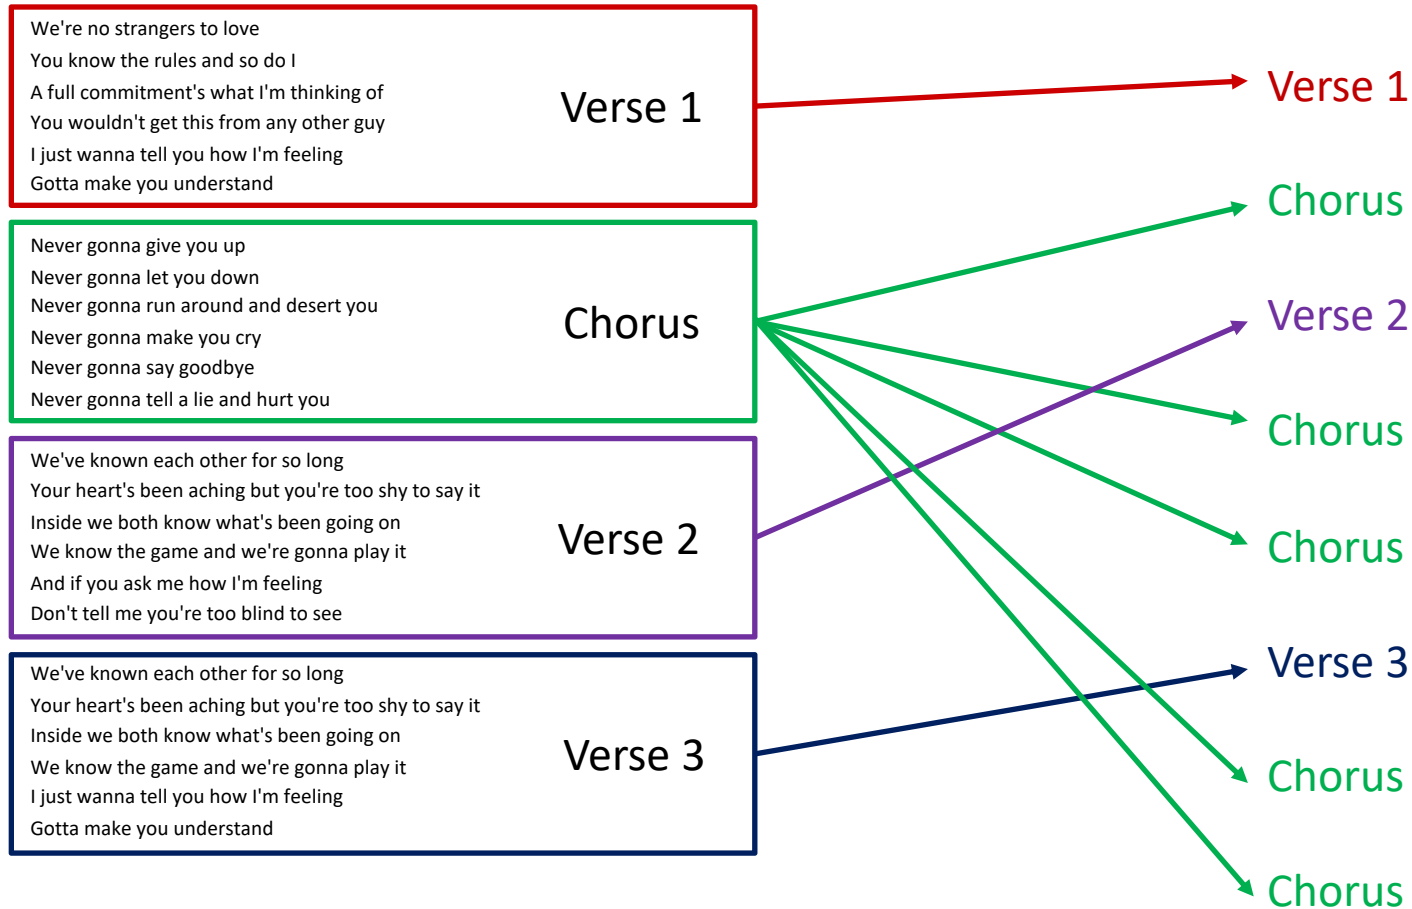 We're no strangers to love
You know the rules and so do I
A full commitment's what I'm thinking of
You wouldn't get this from any other guy
I just wanna tell you how I'm feeling
Gotta make you understand
Verse 1
Never gonna give you up
Never gonna let you down
Never gonna run around and desert you
Never gonna make you cry
Never gonna say goodbye
Never gonna tell a lie and hurt you
Chorus
We've known each other for so long
Your heart's been aching but you're too shy to say it
Inside we both know what's been going on
We know the game and we're gonna play it
And if you ask me how I'm feeling
Don't tell me you're too blind to see
Verse 2
We've known each other for so long
Your heart's been aching but you're too shy to say it
Inside we both know what's been going on
We know the game and we're gonna play it
I just wanna tell you how I'm feeling
Gotta make you understand
Verse 3
Verse 1
Chorus
Verse 2
Chorus
Chorus
Verse 3
Chorus
Chorus